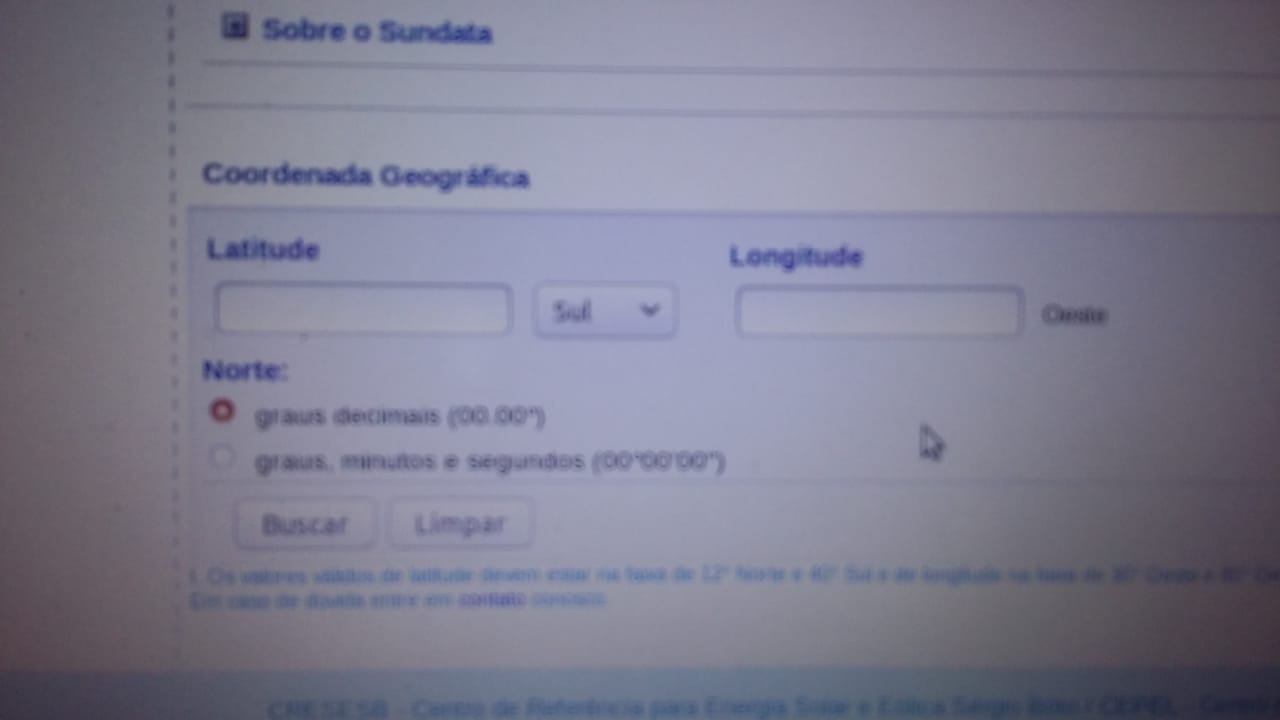 Sobre o Sundata
Coordenada Geográfica
Latitude
Longitude
Sul
Oeste
Norte:
graus decimais (00.00°)
graus, minutos e segundos (00°00'00")
Buscar
Limpar
Os valores válidos de latitude devem estar na faixa de 12° Norte e 40° Sul e de longitude na faixa de 30° Oeste e 80°
Em caso de dúvida entre em contato conosco.
CRESESB - Centro de Referência para Energia Solar e Eólica Sérgio Brito / CEPEL - Centro